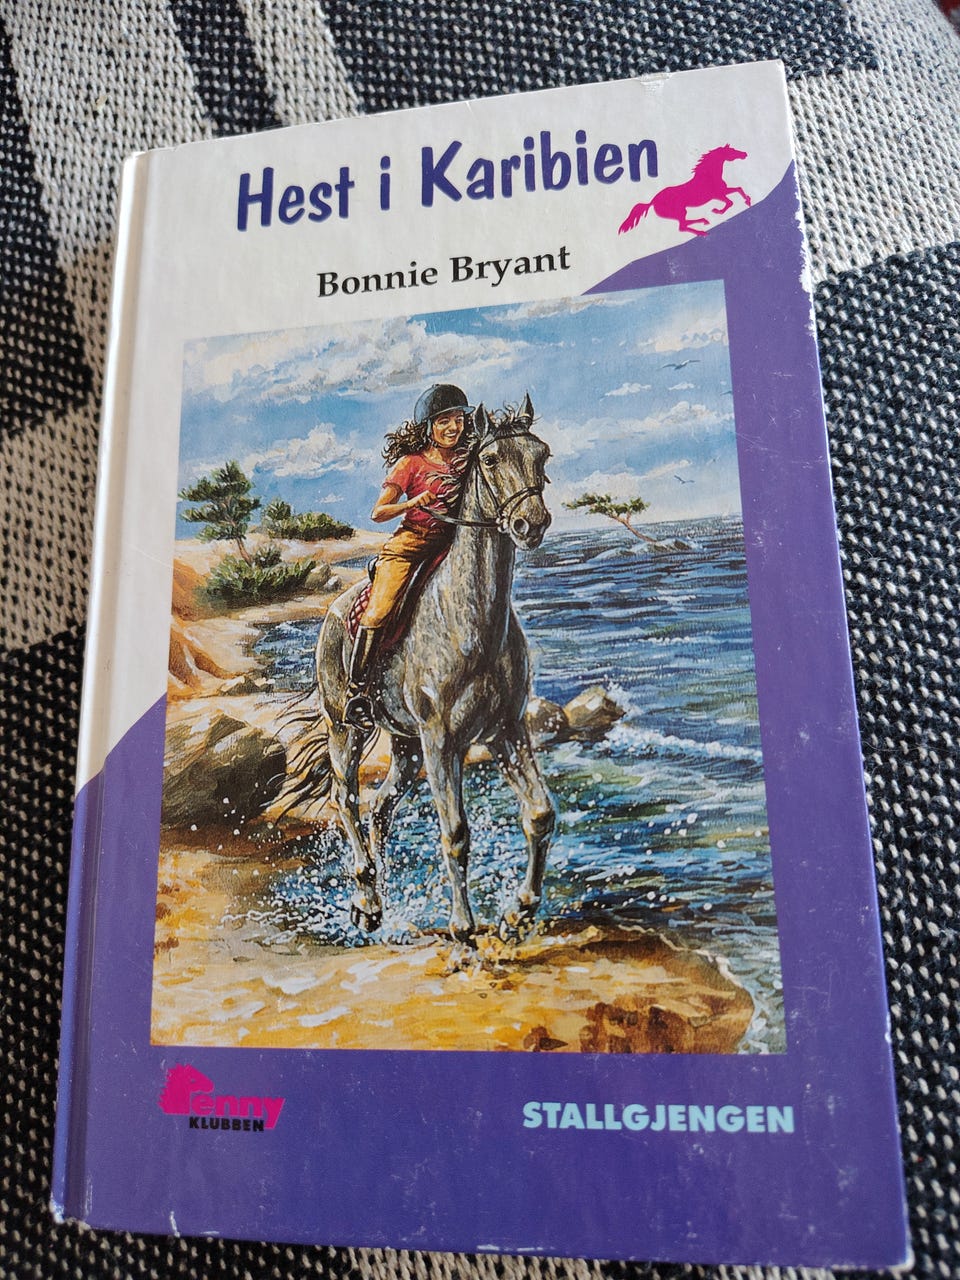 Hest i Karibien
Bonnie Bryant
Penny
KLUBBEN
STALLGJENGEN